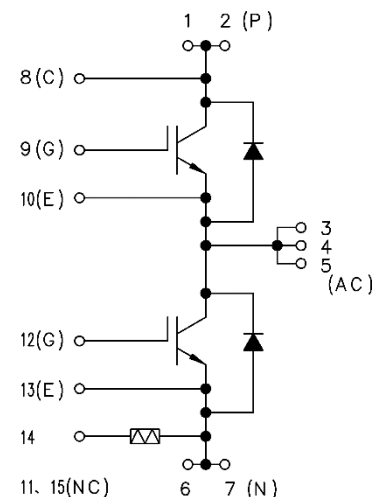 1 2 (P)
8(C)
9(G)
10(E)
3
4
5
(AC)
12(G)
13(E)
14
11、15(NC)
6 7 (N)